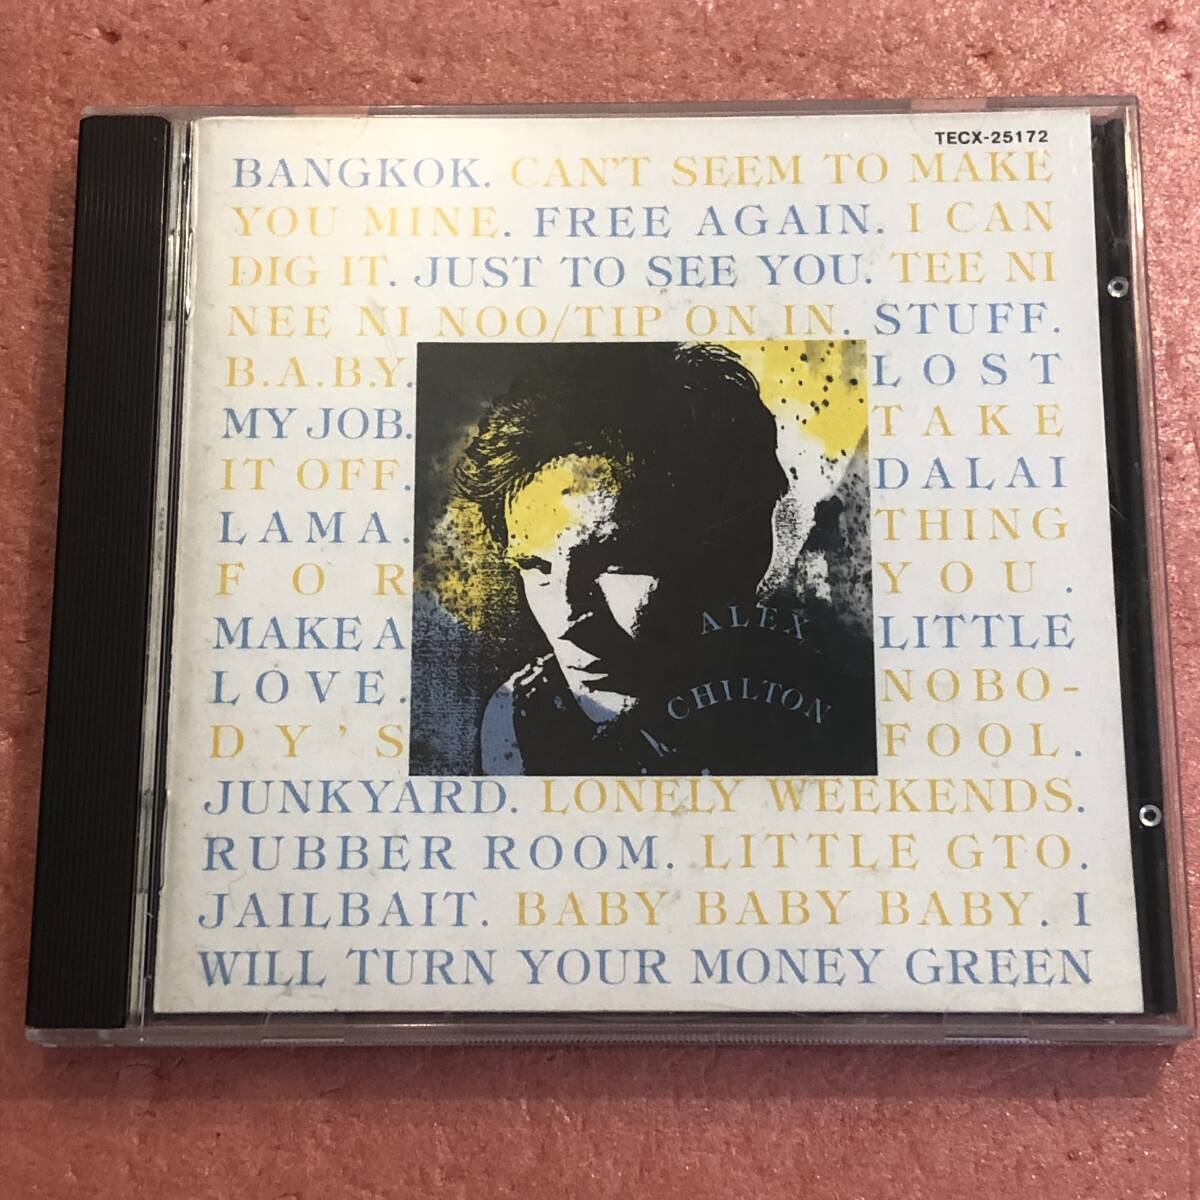 TECX-25172
BANGKOK. CAN'T SEEM TO MAKE
YOU MINE. FREE AGAIN. I CAN
DIG IT. JUST TO SEE YOU. TEE NI
NEE NI NOO/TIP ON IN. STUFF.
B.A.B.Y. LOST
MY JOB. TAKE
IT OFF. DALAI
LAMA. THING
FOR YOU.
MAKE A LITTLE
LOVE. NOBO-
DY'S FOOL.
ALEX
CHILTON
JUNKYARD. LONELY WEEKENDS.
RUBBER ROOM. LITTLE GTO.
JAILBAIT. BABY BABY BABY. I
WILL TURN YOUR MONEY GREEN